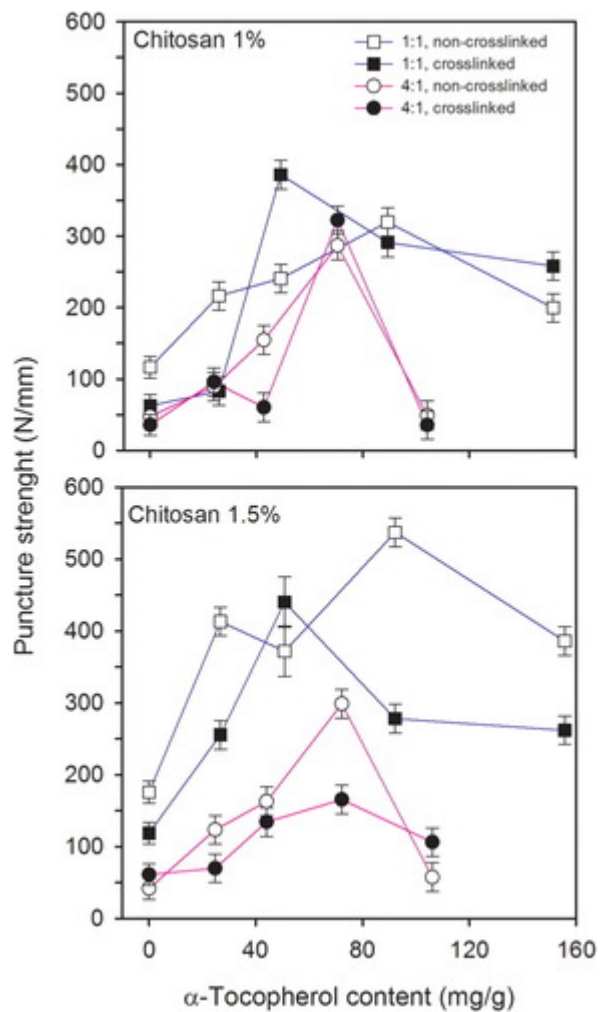 600
Chitosan 1%
1:1, non-crosslinked
1:1, crosslinked
4:1, non-crosslinked
4:1, crosslinked
500
400
300
200
100
0
Puncture strenght (N/mm)
600
Chitosan 1.5%
500
400
300
200
100
0
0 40 80 120 160
α-Tocopherol content (mg/g)